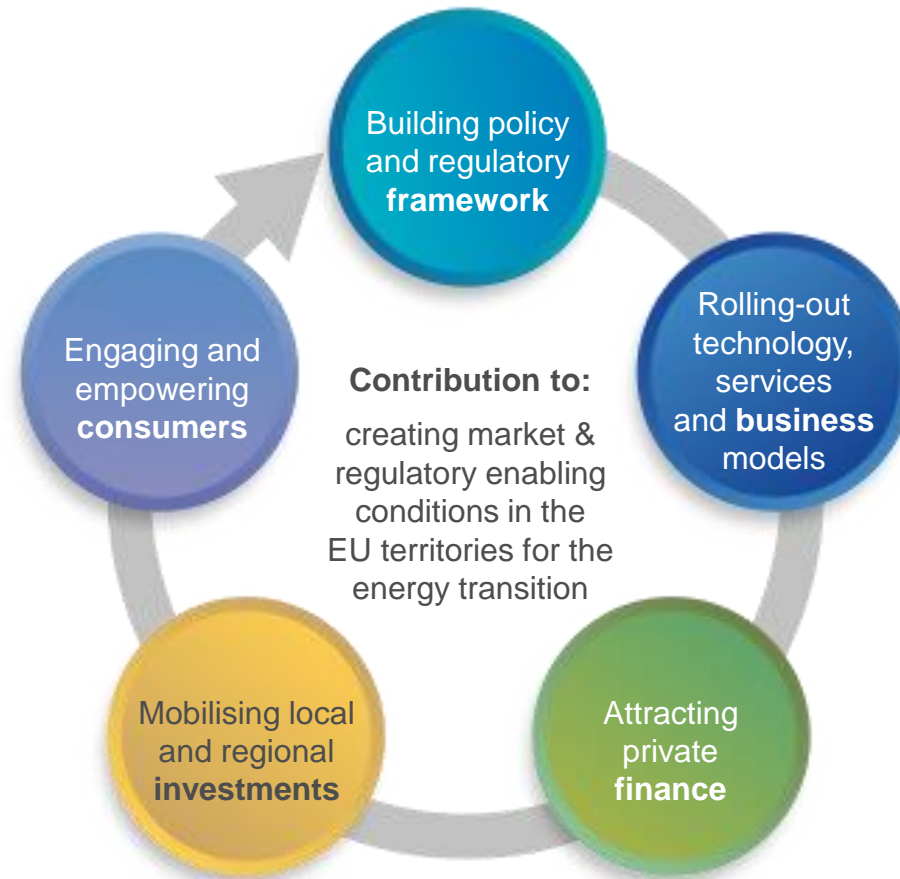 Building policy
and regulatory
framework
Rolling-out
technology,
services
and business
models
Attracting
private
finance
Mobilising local
and regional
investments
Engaging and
empowering
consumers
Contribution to:
creating market &
regulatory enabling
conditions in the
EU territories for the
energy transition